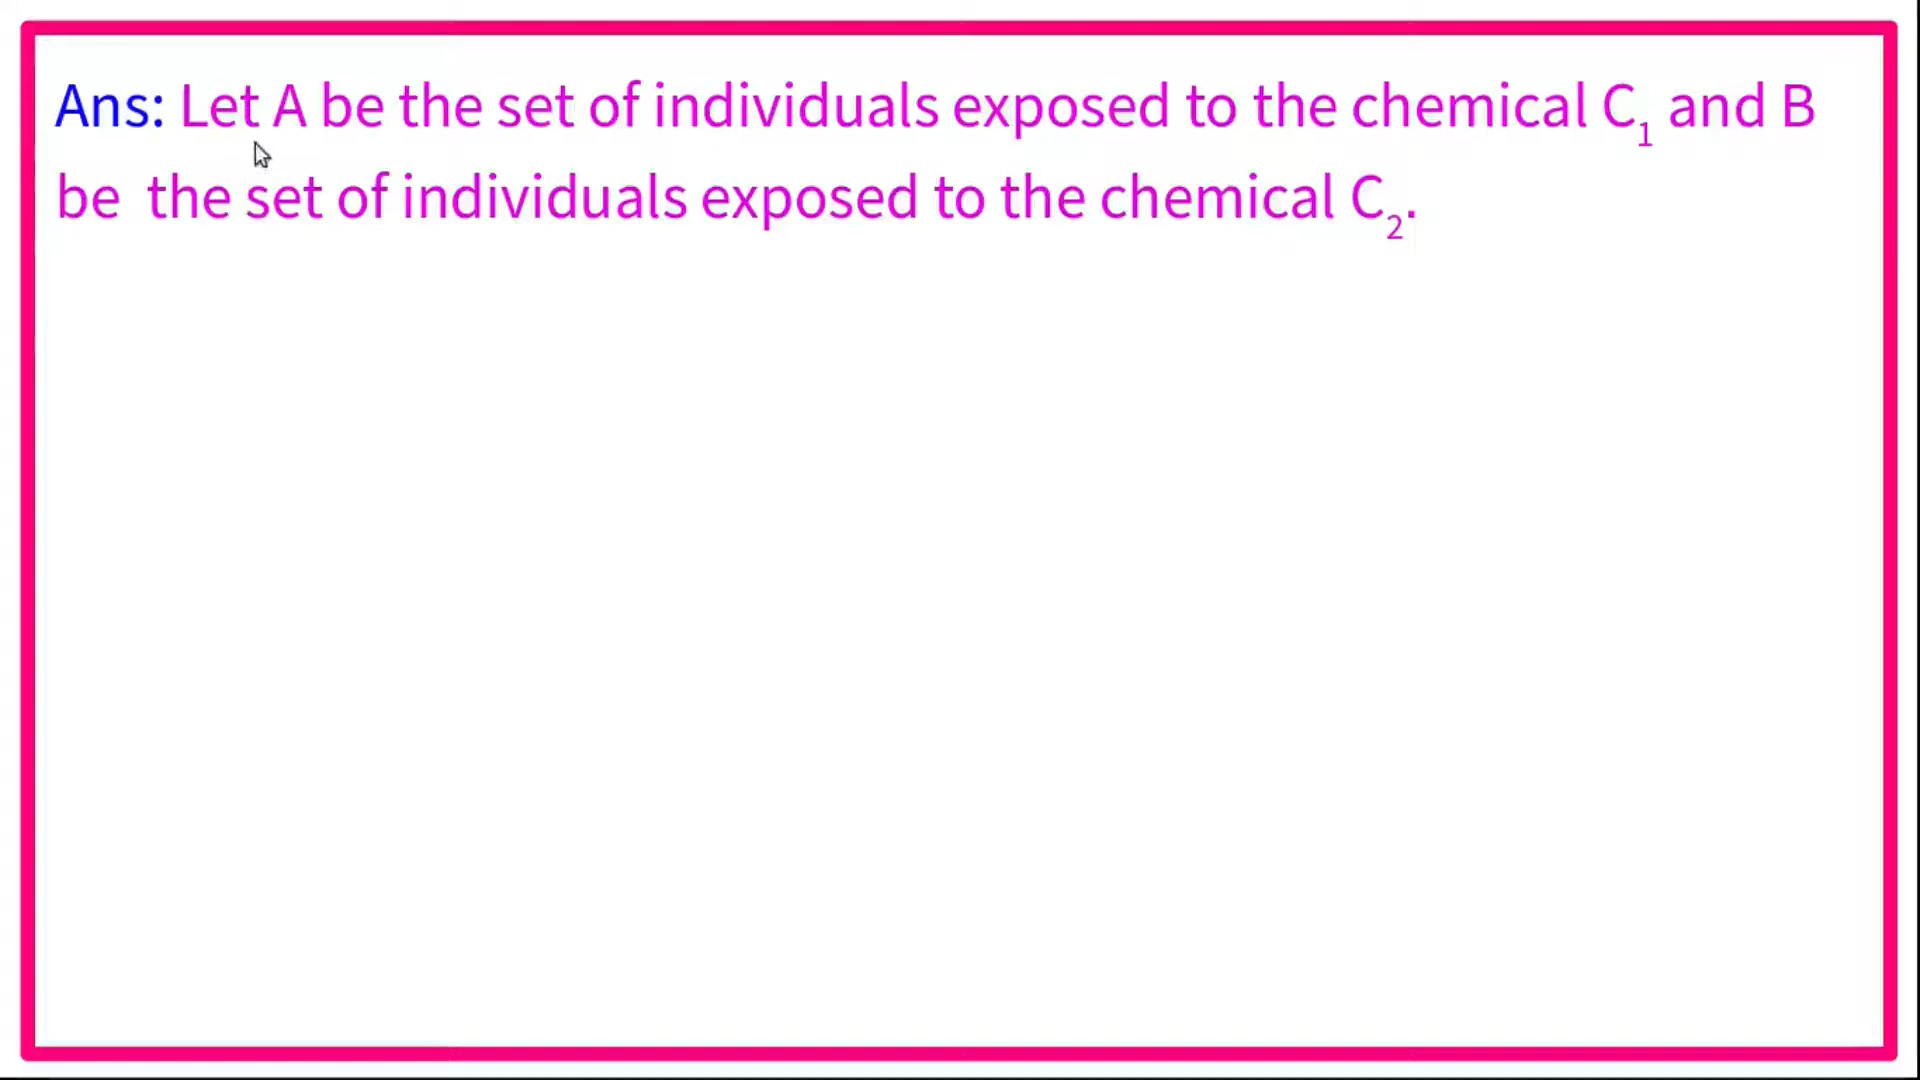 Ans: Let A be the set of individuals exposed to the chemical C₁ and B
be the set of individuals exposed to the chemical C₂.